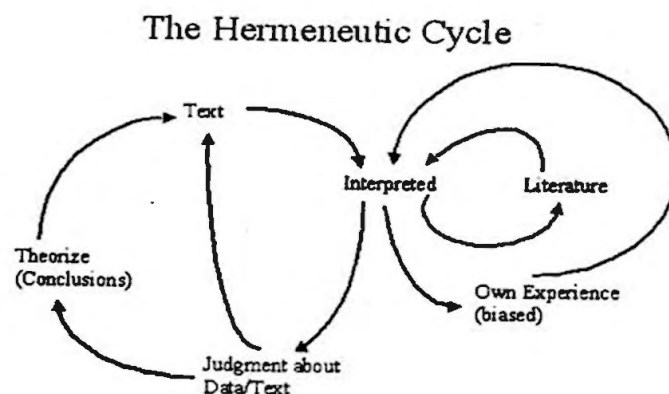 The Hermeneutic Cycle
Text
Interpreted
Literature
Theorize
(Conclusions)
Own Experience
(biased)
Judgment about
Data/Text